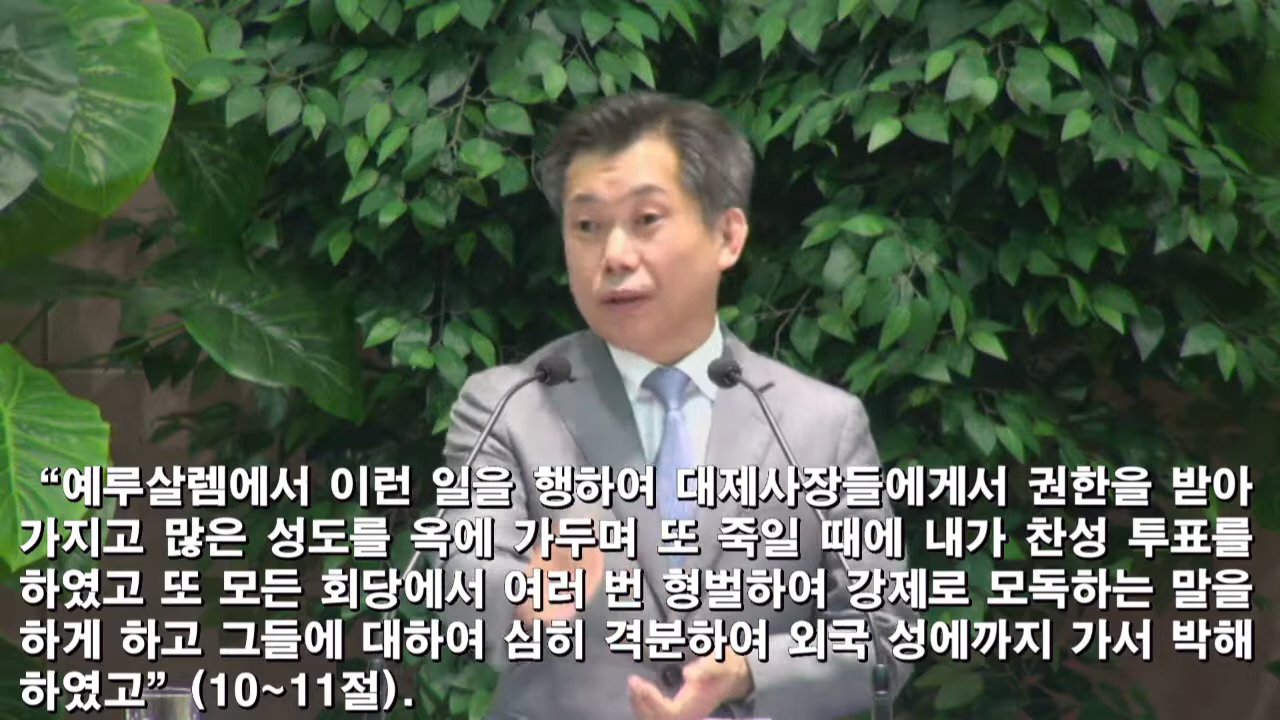 “예루살렘에서 이런 일을 행하여 대제사장들에게서 권한을 받아
가지고 많은 성도를 옥에 가두며 또 죽일 때에 내가 찬성 투표를
하였고 또 모든 회당에서 여러 번 형벌하여 강제로 모독하는 말을
하게 하고 그들에 대하여 심히 격분하여 외국 성에까지 가서 박해
하였고” (10~11절).